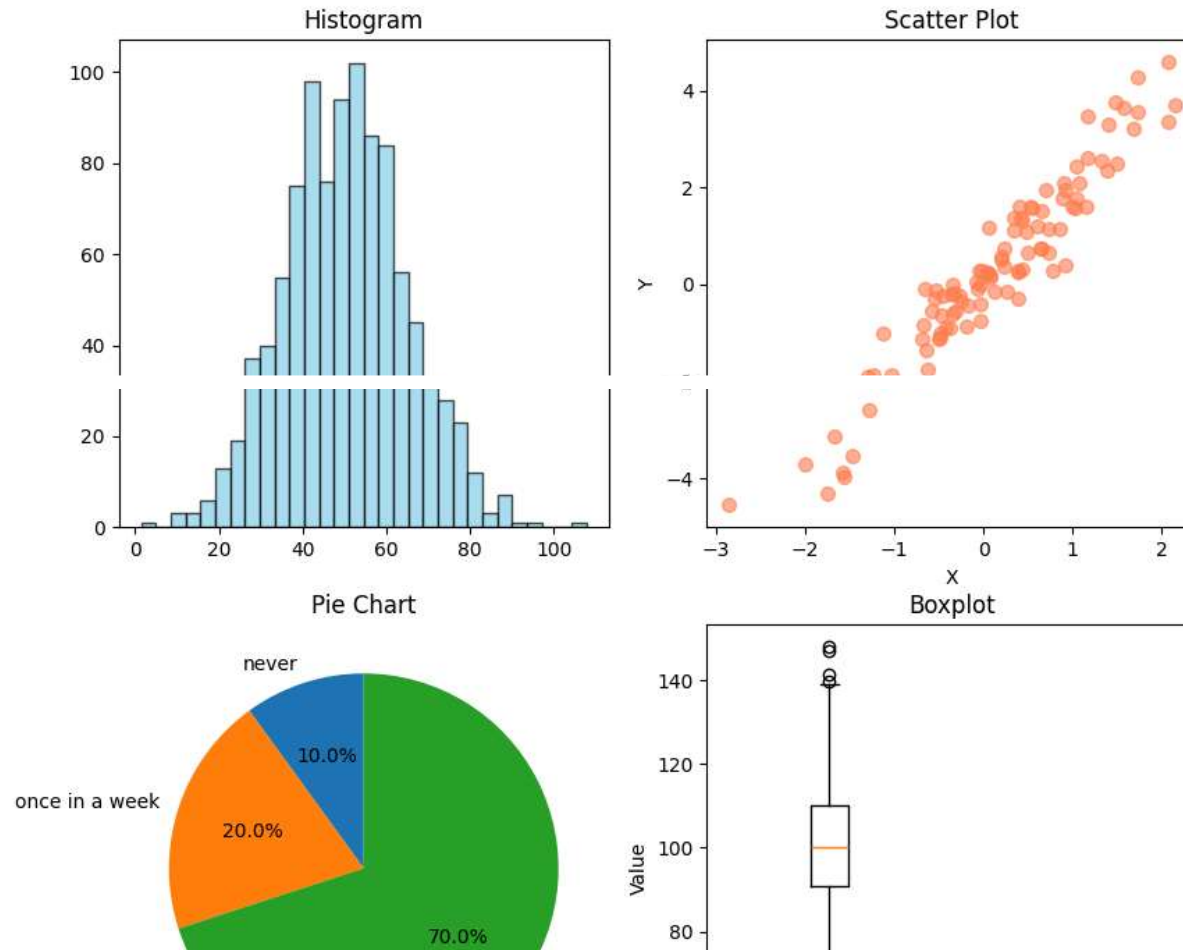 Histogram
100
80
60
40
20
0
0 20 40 60 80 100
Scatter Plot
4
2
0
−4
Y
−3 −2 −1 0 1 2
X
Pie Chart
never
10.0%
once in a week
20.0%
70.0%
Boxplot
140
120
100
80
Value